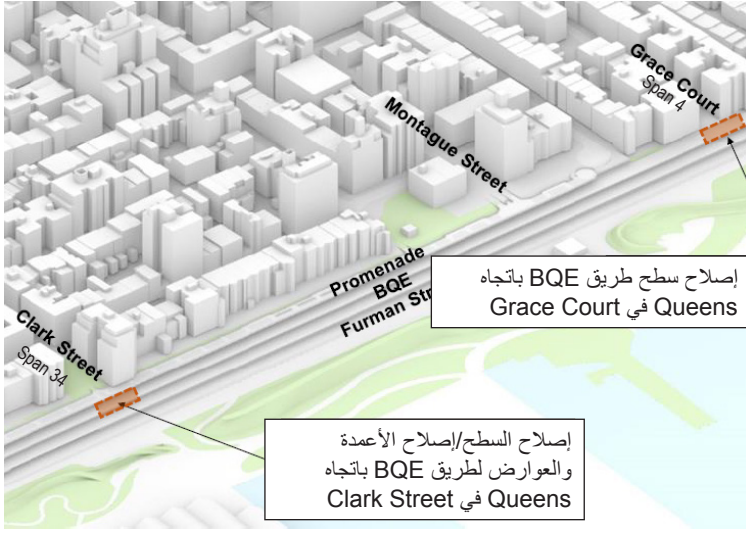 Grace Court
Span 4
Montague Street
إصلاح سطح طريق BQE باتجاه
Queens في Grace Court
Promenade
BQE
Furman Str
Clark Street
Span 34
إصلاح السطح/إصلاح الأعمدة
والعوارض لطريق BQE باتجاه
Queens في Clark Street